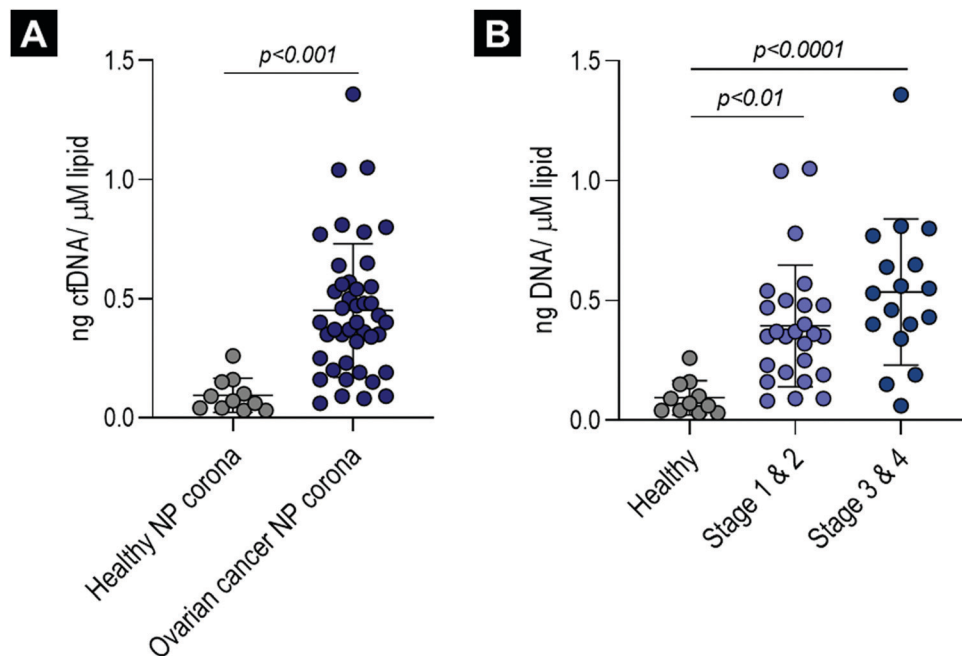 A
p<0.001
ng cfDNA/ µM lipid
1.5
1.0
0.5
0.0
Healthy NP corona
Ovarian cancer NP corona
B
p<0.0001
p<0.01
ng DNA/ µM lipid
1.5
1.0
0.5
0.0
Healthy
Stage 1 & 2
Stage 3 & 4